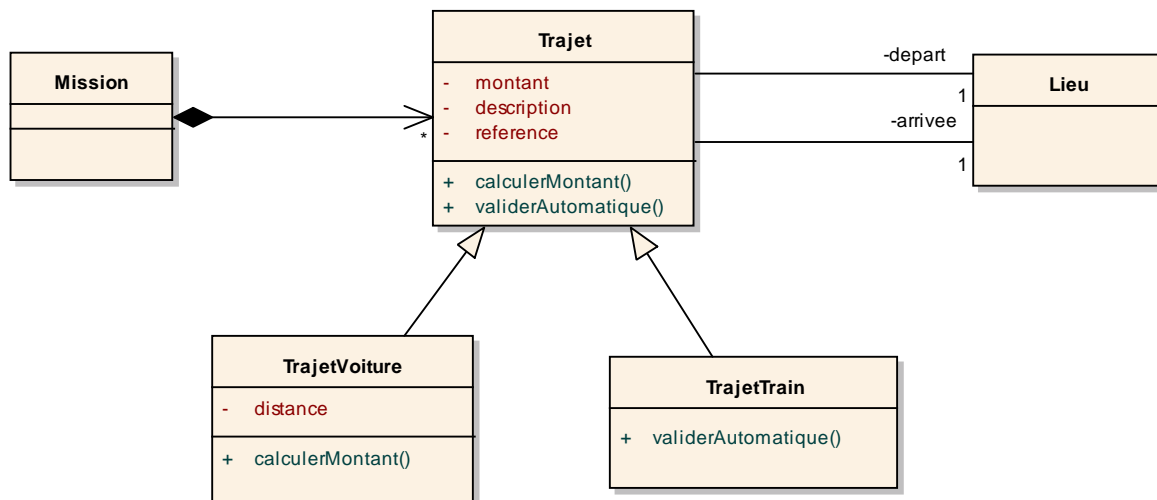 Mission
*
Trajet
- montant
- description
- reference
+ calculerMontant()
+ validerAutomatique()
-depart
1
-arrivee
1
Lieu
TrajetVoiture
- distance
+ calculerMontant()
TrajetTrain
+ validerAutomatique()